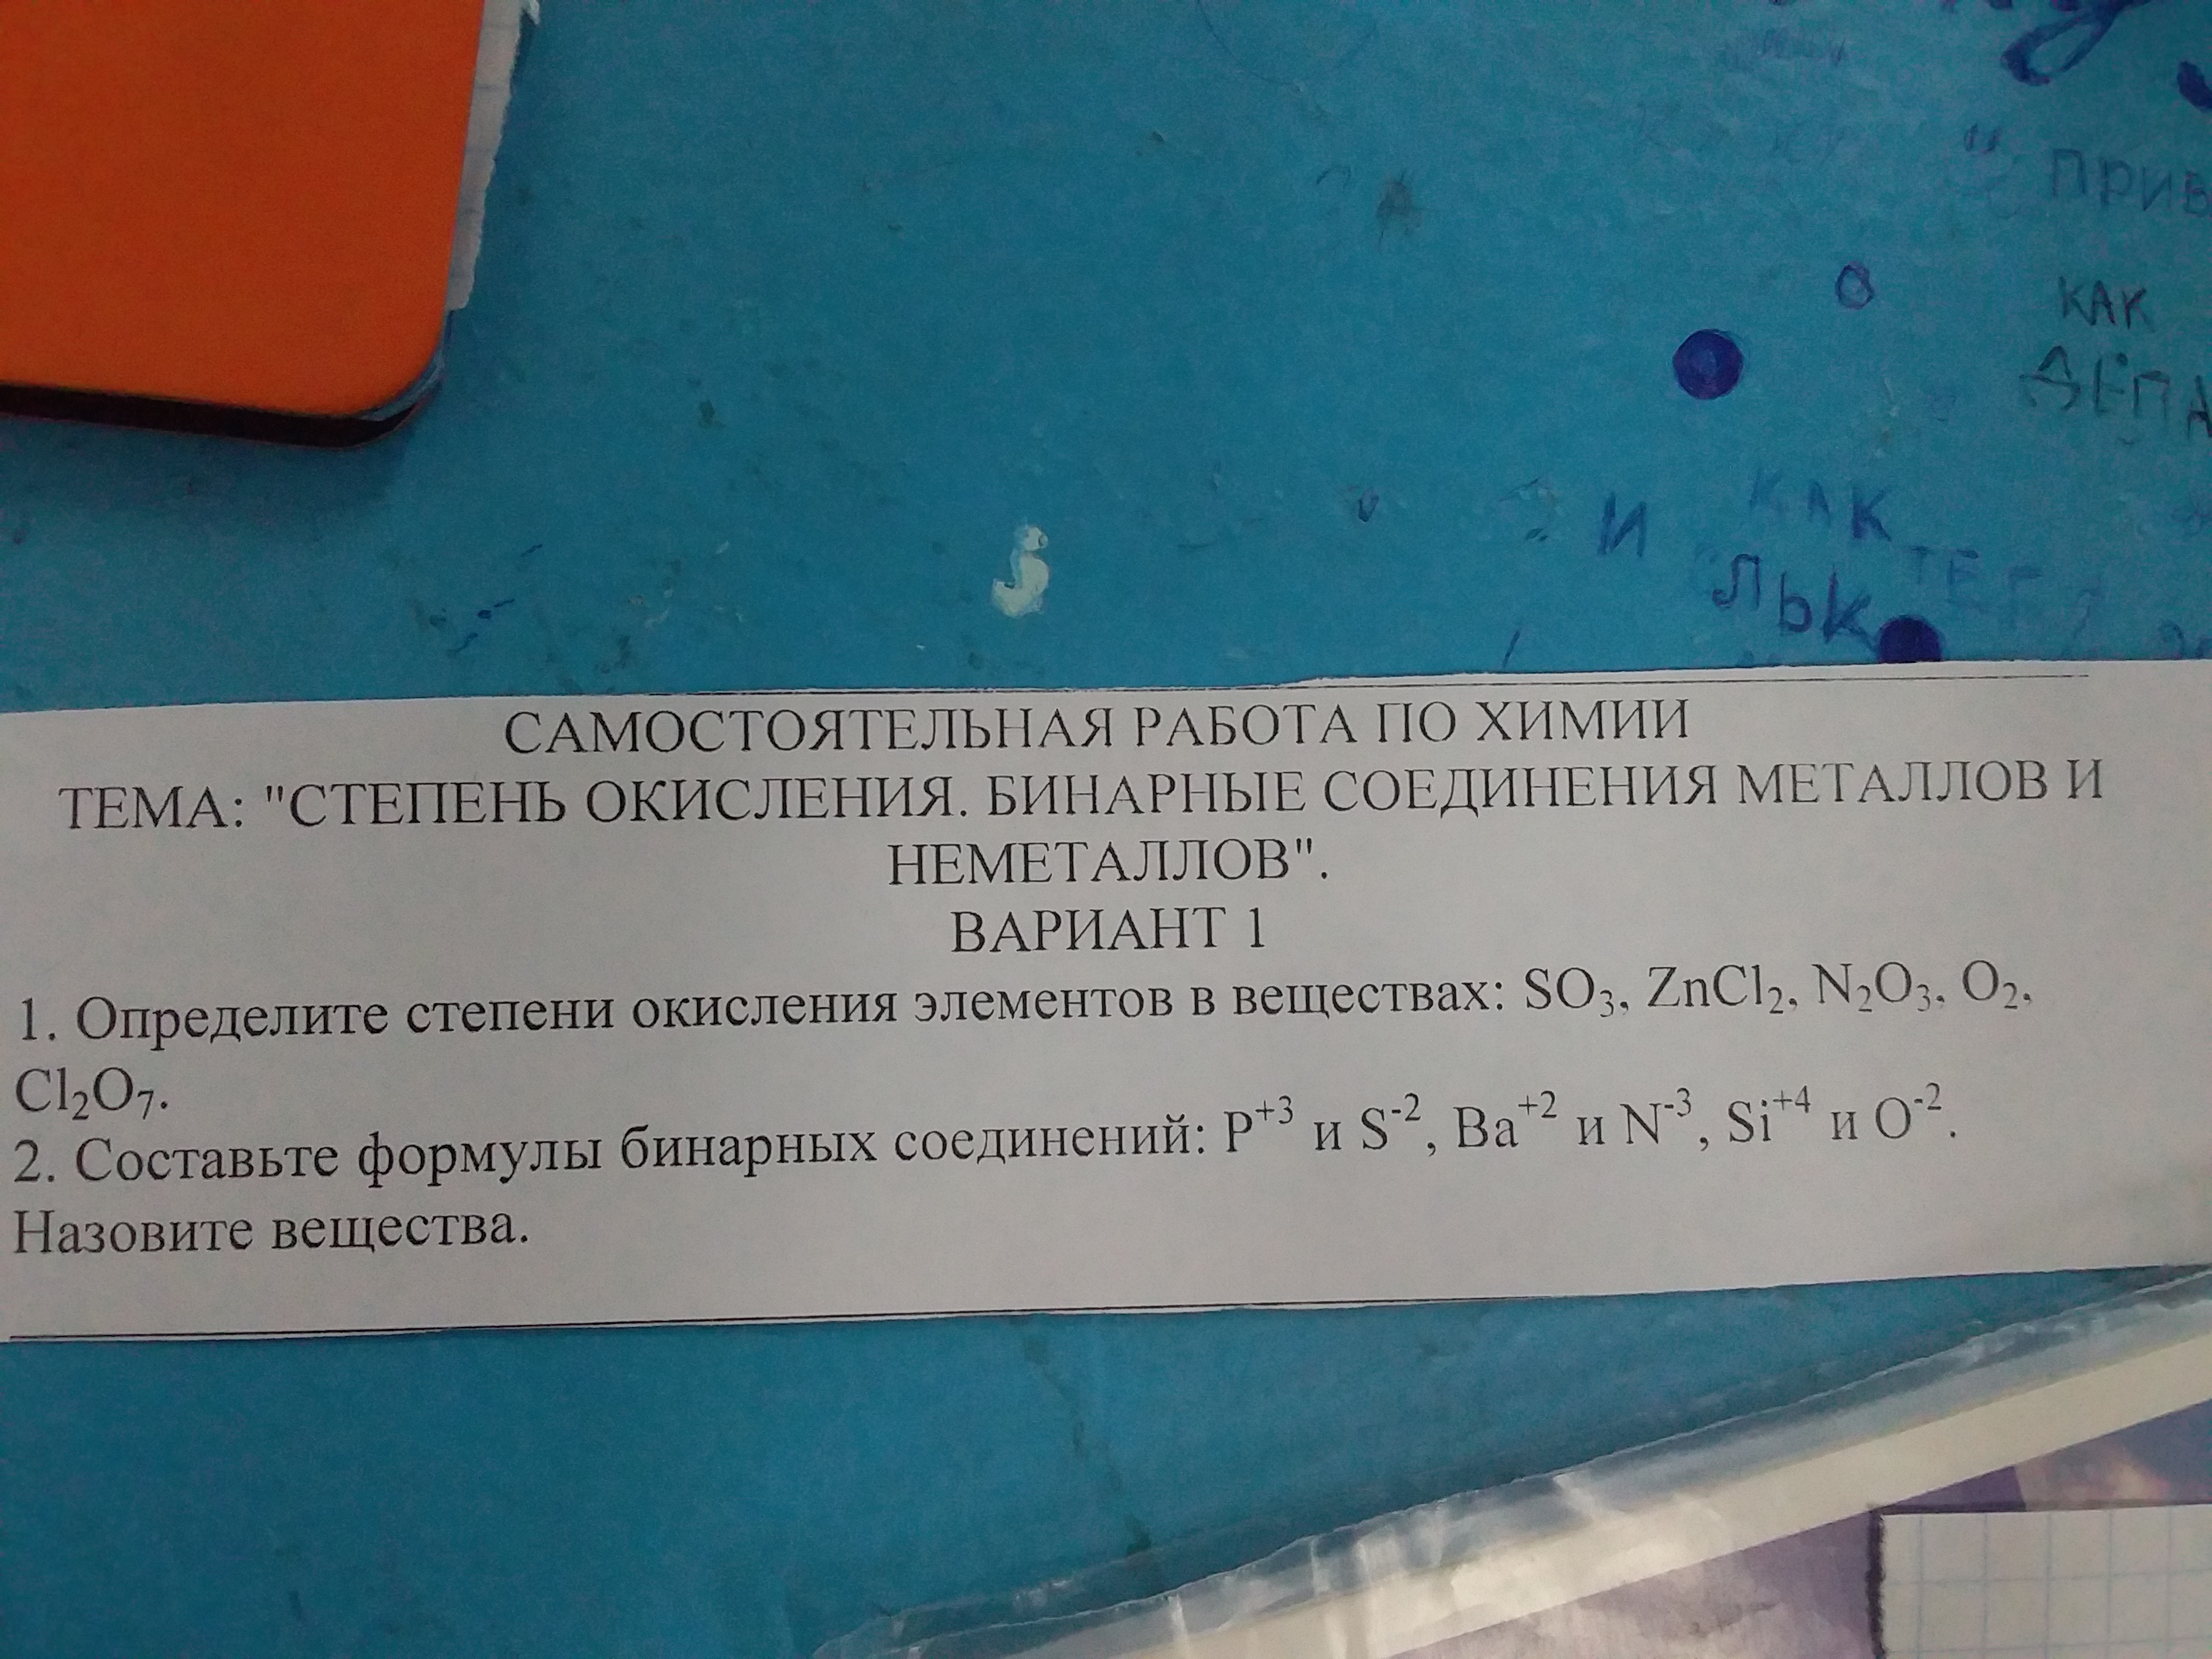 ПРИВ
КАК
ЗЕПА
И КАК
ЛЬК
САМОСТОЯТЕЛЬНАЯ РАБОТА ПО ХИМИИ
ТЕМА: "СТЕПЕНЬ ОКИСЛЕНИЯ. БИНАРНЫЕ СОЕДИНЕНИЯ МЕТАЛЛОВ И
НЕМЕТАЛЛОВ".
ВАРИАНТ 1
1. Определите степени окисления элементов в веществах: SO₃, ZnCl₂, N₂O₃, O₂,
Cl₂O₇.
2. Составьте формулы бинарных соединений: P⁺³ и S⁻², Ba⁺² и N⁻³, Si⁺⁴ и O⁻².
Назовите вещества.